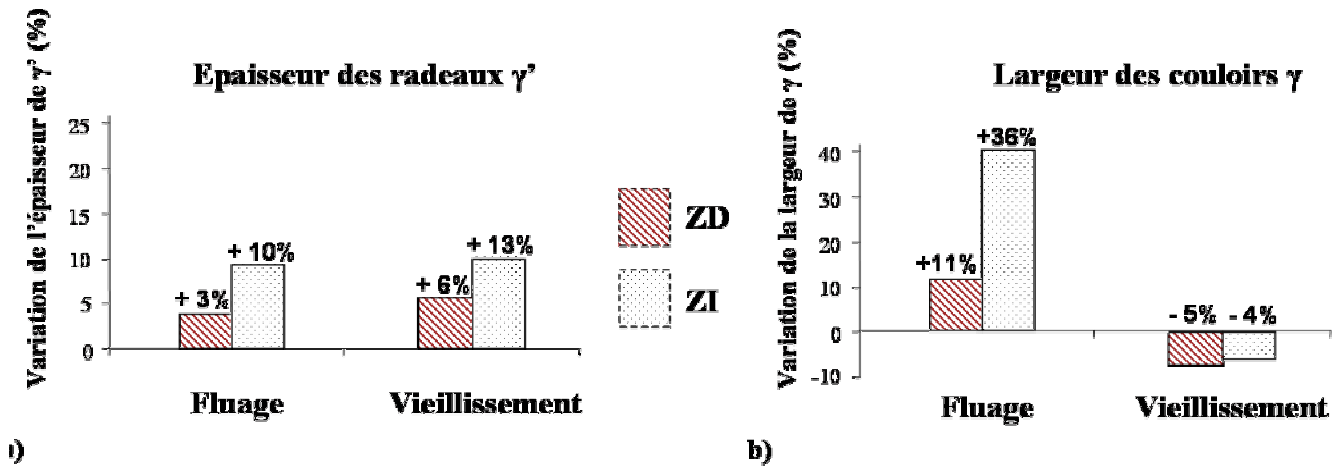 Variation de l'épaisseur de γ' (%)
Epaisseur des radeaux γ'
25
20
15
10
5
0
+ 3%
+ 10%
+ 6%
+ 13%
Fluage
Vieillissement
ZD
ZI
Variation de la largeur de γ (%)
Largeur des couloirs γ
40
30
20
10
0
-10
+11%
+36%
- 5%
- 4%
Fluage
Vieillissement
b)